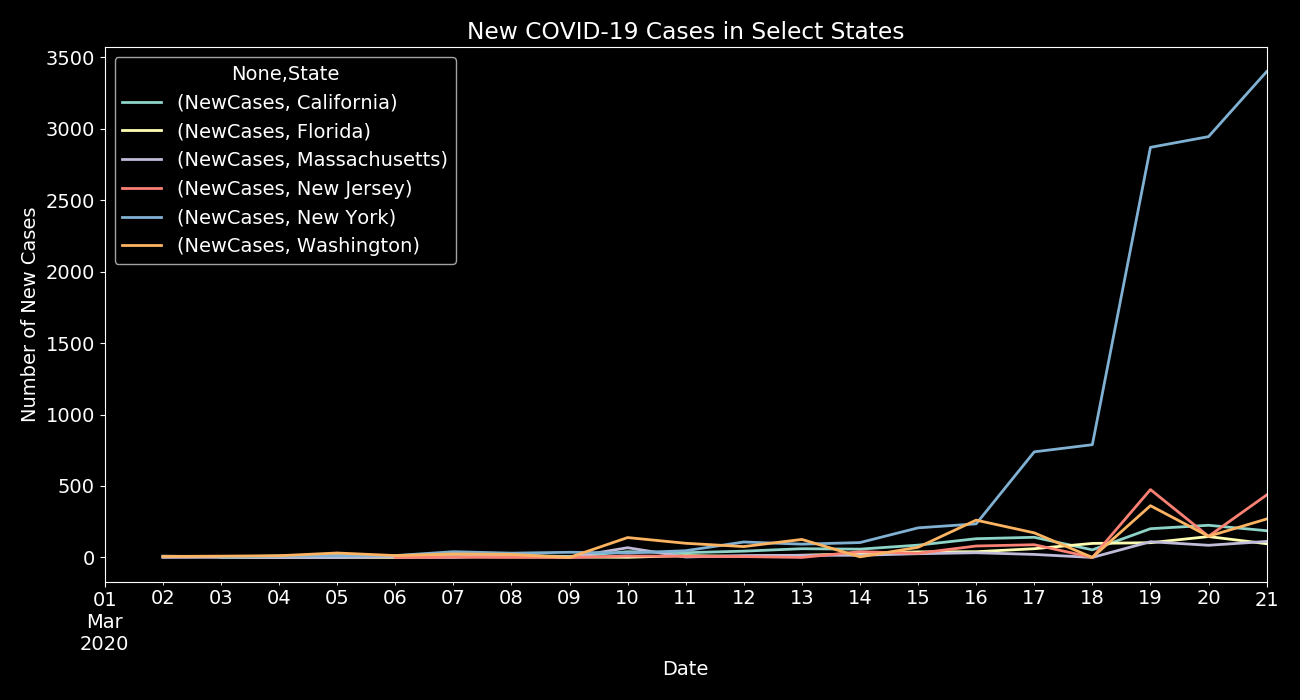 New COVID-19 Cases in Select States
3500
3000
2500
2000
1500
1000
500
0
Number of New Cases
None,State
(NewCases, California)
(NewCases, Florida)
(NewCases, Massachusetts)
(NewCases, New Jersey)
(NewCases, New York)
(NewCases, Washington)
01 02 03 04 05 06 07 08 09 10 11 12 13 14 15 16 17 18 19 20 21
Mar
2020
Date